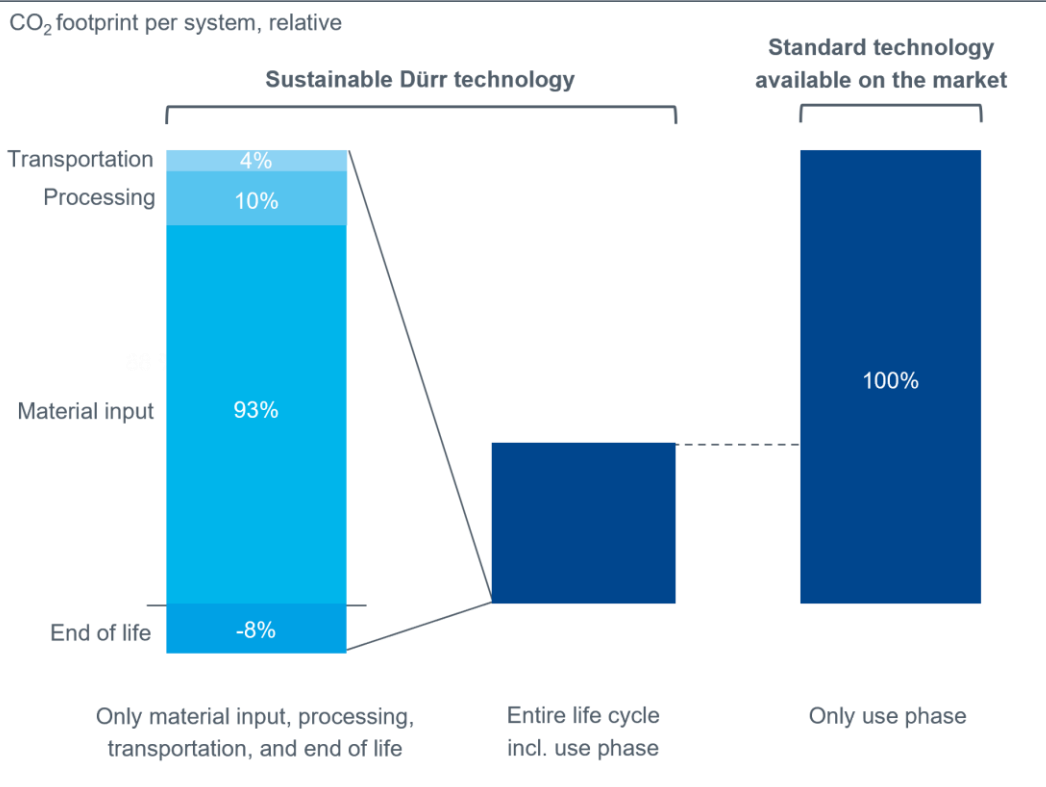 CO₂ footprint per system, relative
Standard technology
available on the market
Sustainable Dürr technology
Transportation
4%
Processing
10%
100%
Material input
93%
End of life
-8%
Only material input, processing,
transportation, and end of life
Entire life cycle
incl. use phase
Only use phase